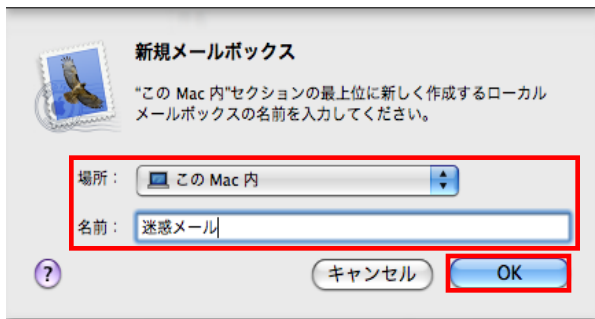 新規メールボックス
“この Mac 内”セクションの最上位に新しく作成するローカル
メールボックスの名前を入力してください。
場所： この Mac 内
名前： 迷惑メール
? キャンセル OK